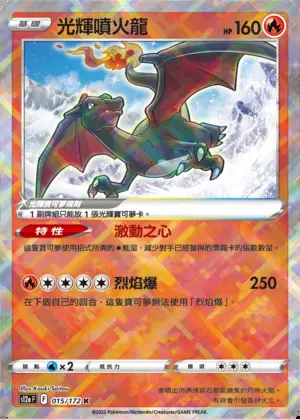 基礎 光輝噴火龍 HP160
光輝寶可夢規則
1副牌組只能放1張光輝寶可夢卡。
特性 激動之心
這隻寶可夢使用招式所需的能量,減少對手已經獲得的獎賞卡的張數數量。
烈焰爆 250
在下個自己的回合,這隻寶可夢無法使用「烈焰爆」。
弱點 ×2 抵抗力 撤退
Illus. Kouki Saitou
s12a F F 015/172 K
©2022 Pokémon/Nintendo/Creatures/GAME FREAK.